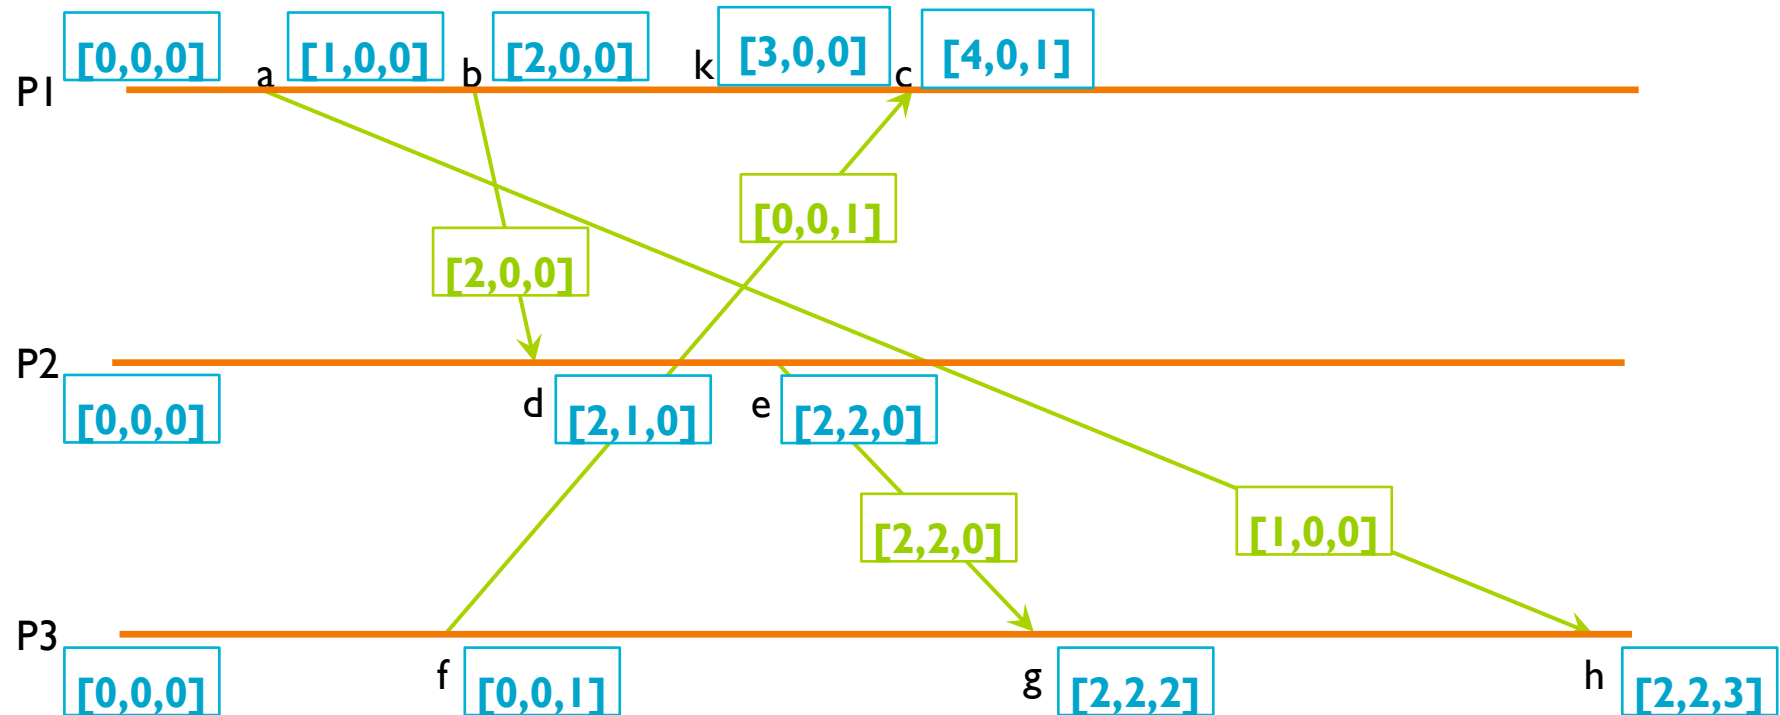 [0,0,0] a [1,0,0] b [2,0,0] k [3,0,0] c [4,0,1]
P1
[0,0,1]
[2,0,0]
P2
[0,0,0] d [2,1,0] e [2,2,0]
[2,2,0] [1,0,0]
P3
[0,0,0] f [0,0,1] g [2,2,2] h [2,2,3]